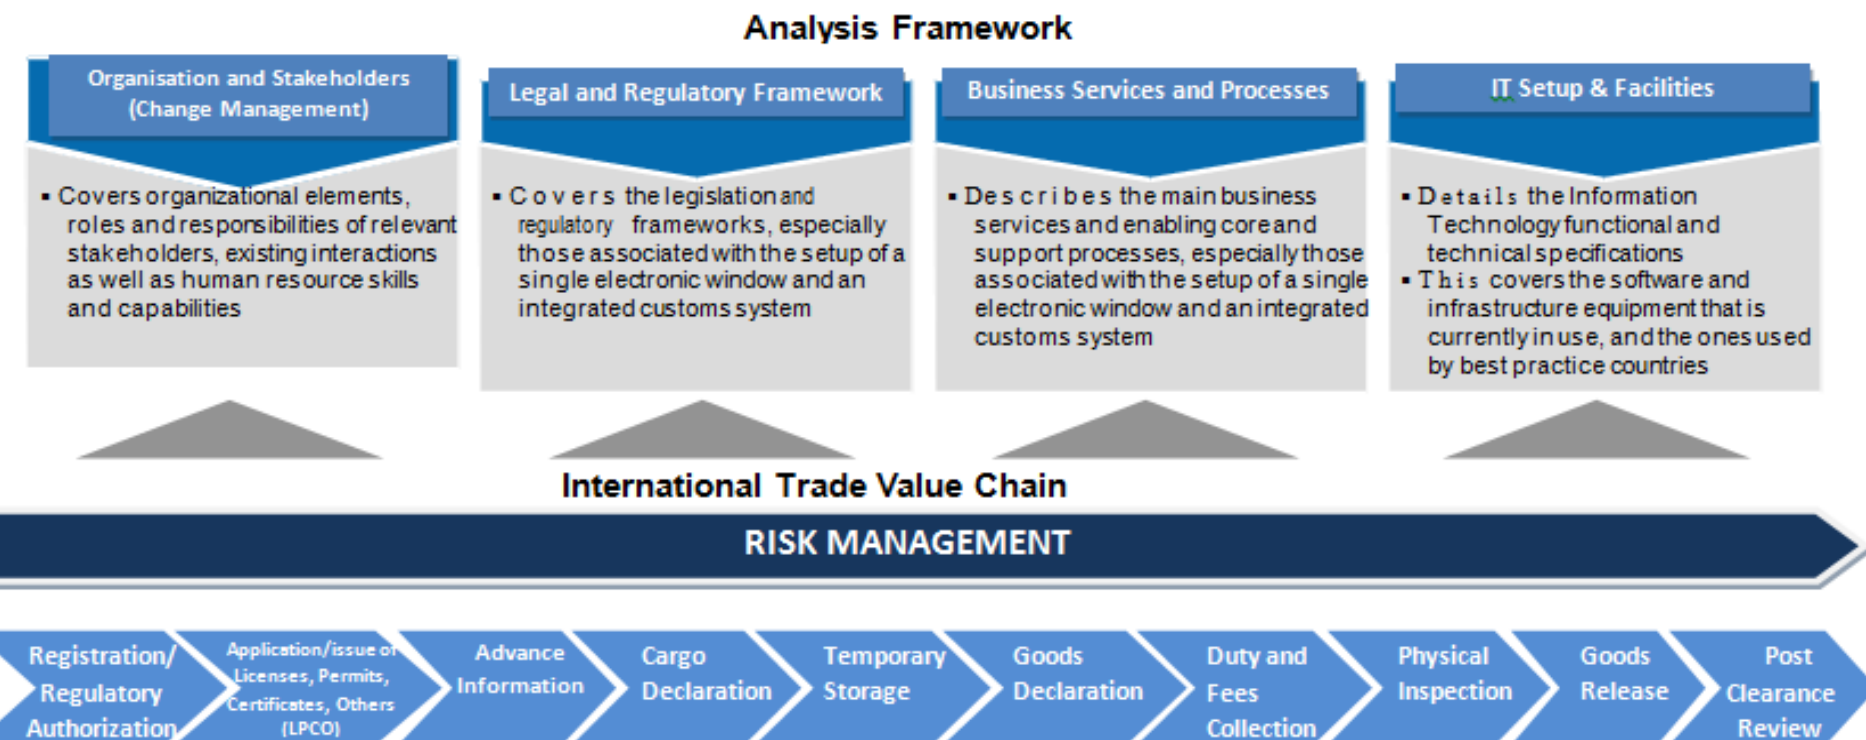 Analysis Framework
Organisation and Stakeholders
(Change Management)
▪ Covers organizational elements,
roles and responsibilities of relevant
stakeholders, existing interactions
as well as human resource skills
and capabilities
Legal and Regulatory Framework
▪ Covers the legislation and
regulatory frameworks, especially
those associated with the setup of a
single electronic window and an
integrated customs system
Business Services and Processes
▪ Describes the main business
services and enabling core and
support processes, especially those
associated with the setup of a single
electronic window and an integrated
customs system
IT Setup & Facilities
▪ Details the Information
Technology functional and
technical specifications
▪ This covers the software and
infrastructure equipment that is
currently in use, and the ones used
by best practice countries
International Trade Value Chain
RISK MANAGEMENT
Registration/
Regulatory
Authorization
Application/issue of
Licenses, Permits,
Certificates, Others
(LPCO)
Advance
Information
Cargo
Declaration
Temporary
Storage
Goods
Declaration
Duty and
Fees
Collection
Physical
Inspection
Goods
Release
Post
Clearance
Review